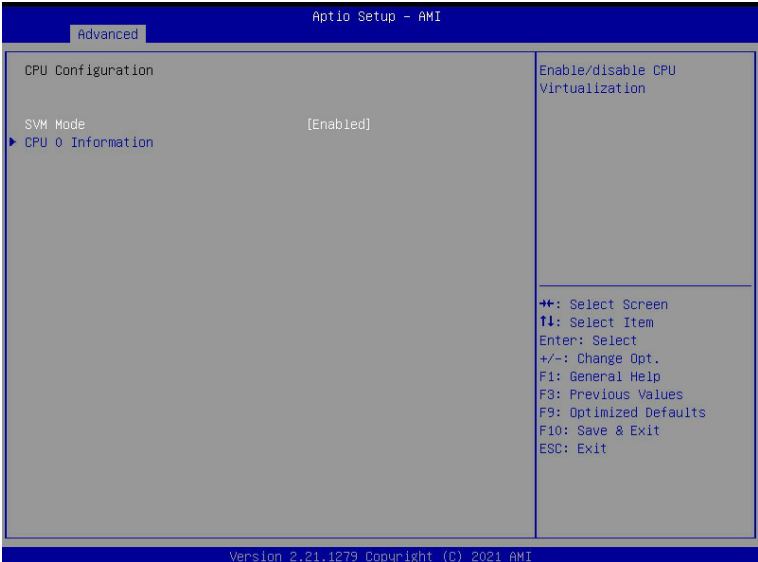 Aptio Setup – AMI
Advanced
CPU Configuration
SVM Mode [Enabled]
▶ CPU 0 Information
Enable/disable CPU
Virtualization
→←: Select Screen
↑↓: Select Item
Enter: Select
+/-: Change Opt.
F1: General Help
F3: Previous Values
F9: Optimized Defaults
F10: Save & Exit
ESC: Exit
Version 2.21.1279 Copyright (C) 2021 AMI